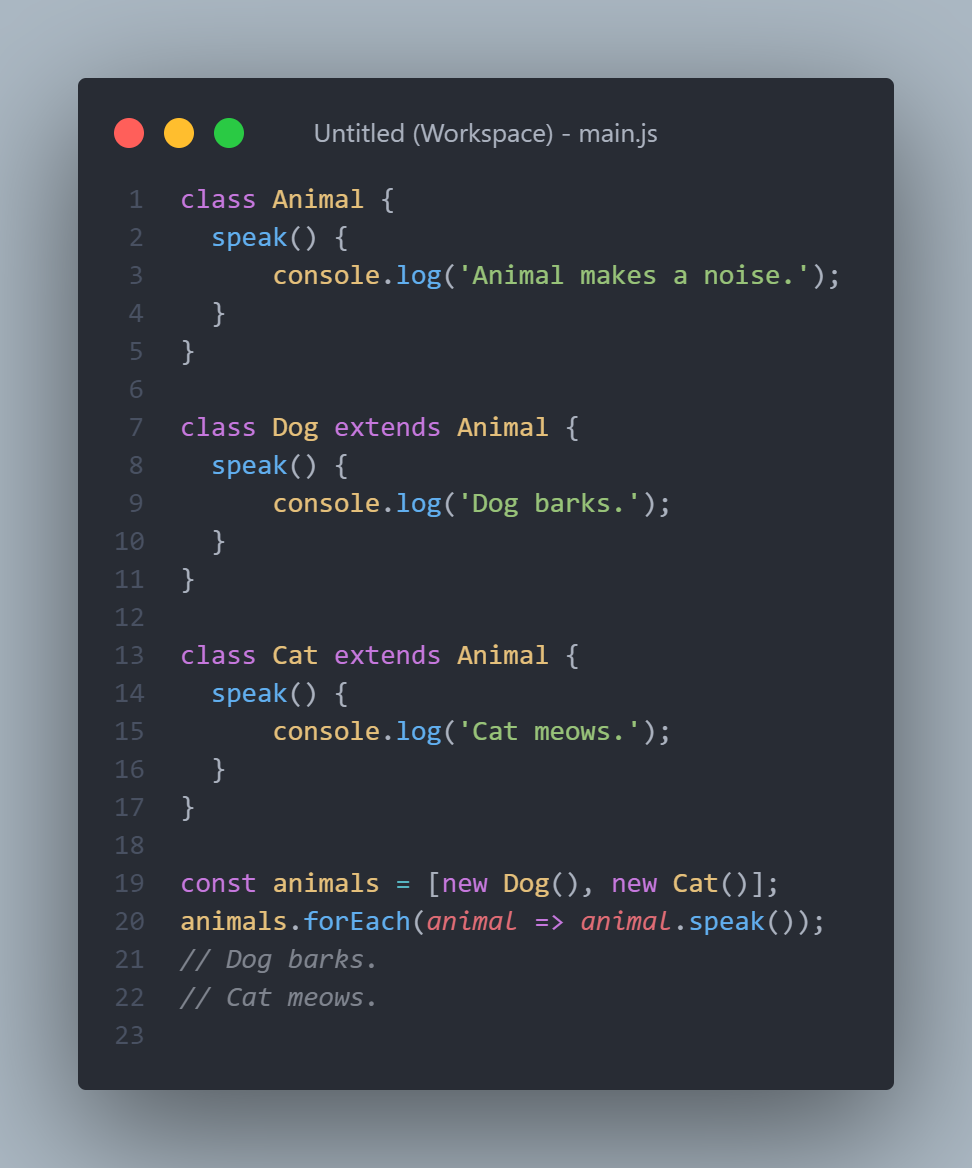 Untitled (Workspace) - main.js
1 class Animal {
2   speak() {
3       console.log('Animal makes a noise.');
4   }
5 }
6
7 class Dog extends Animal {
8   speak() {
9       console.log('Dog barks.');
10   }
11 }
12
13 class Cat extends Animal {
14   speak() {
15       console.log('Cat meows.');
16   }
17 }
18
19 const animals = [new Dog(), new Cat()];
20 animals.forEach(animal => animal.speak());
21 // Dog barks.
22 // Cat meows.
23